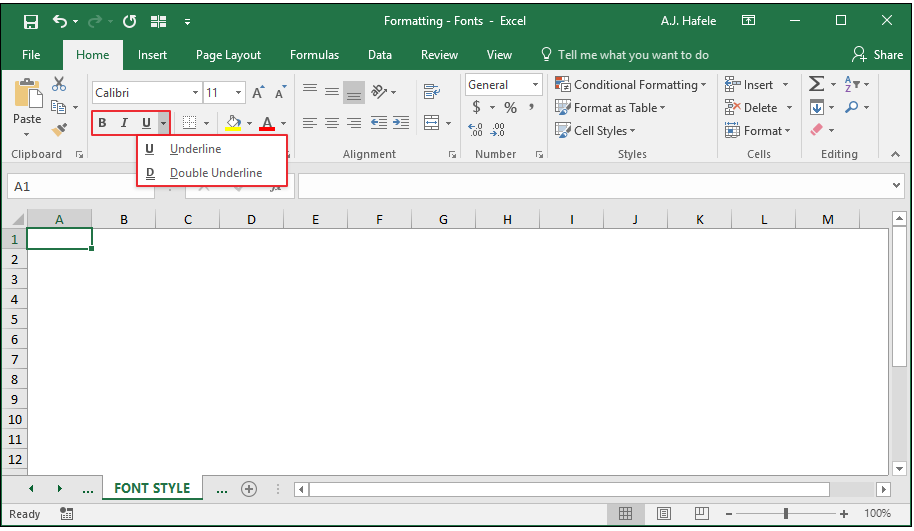 Formatting - Fonts - Excel A.J. Hafele
File Home Insert Page Layout Formulas Data Review View Tell me what you want to do Share
Calibri 11 General Conditional Formatting Insert
Paste B I U A $ % , Format as Table Delete
Cell Styles Format
Clipboard Alignment Number Styles Cells Editing
U Underline
D Double Underline
A1
A B C D E F G H I J K L M
1
2
3
4
5
6
7
8
9
10
11
12
... FONT STYLE ...
Ready 100%